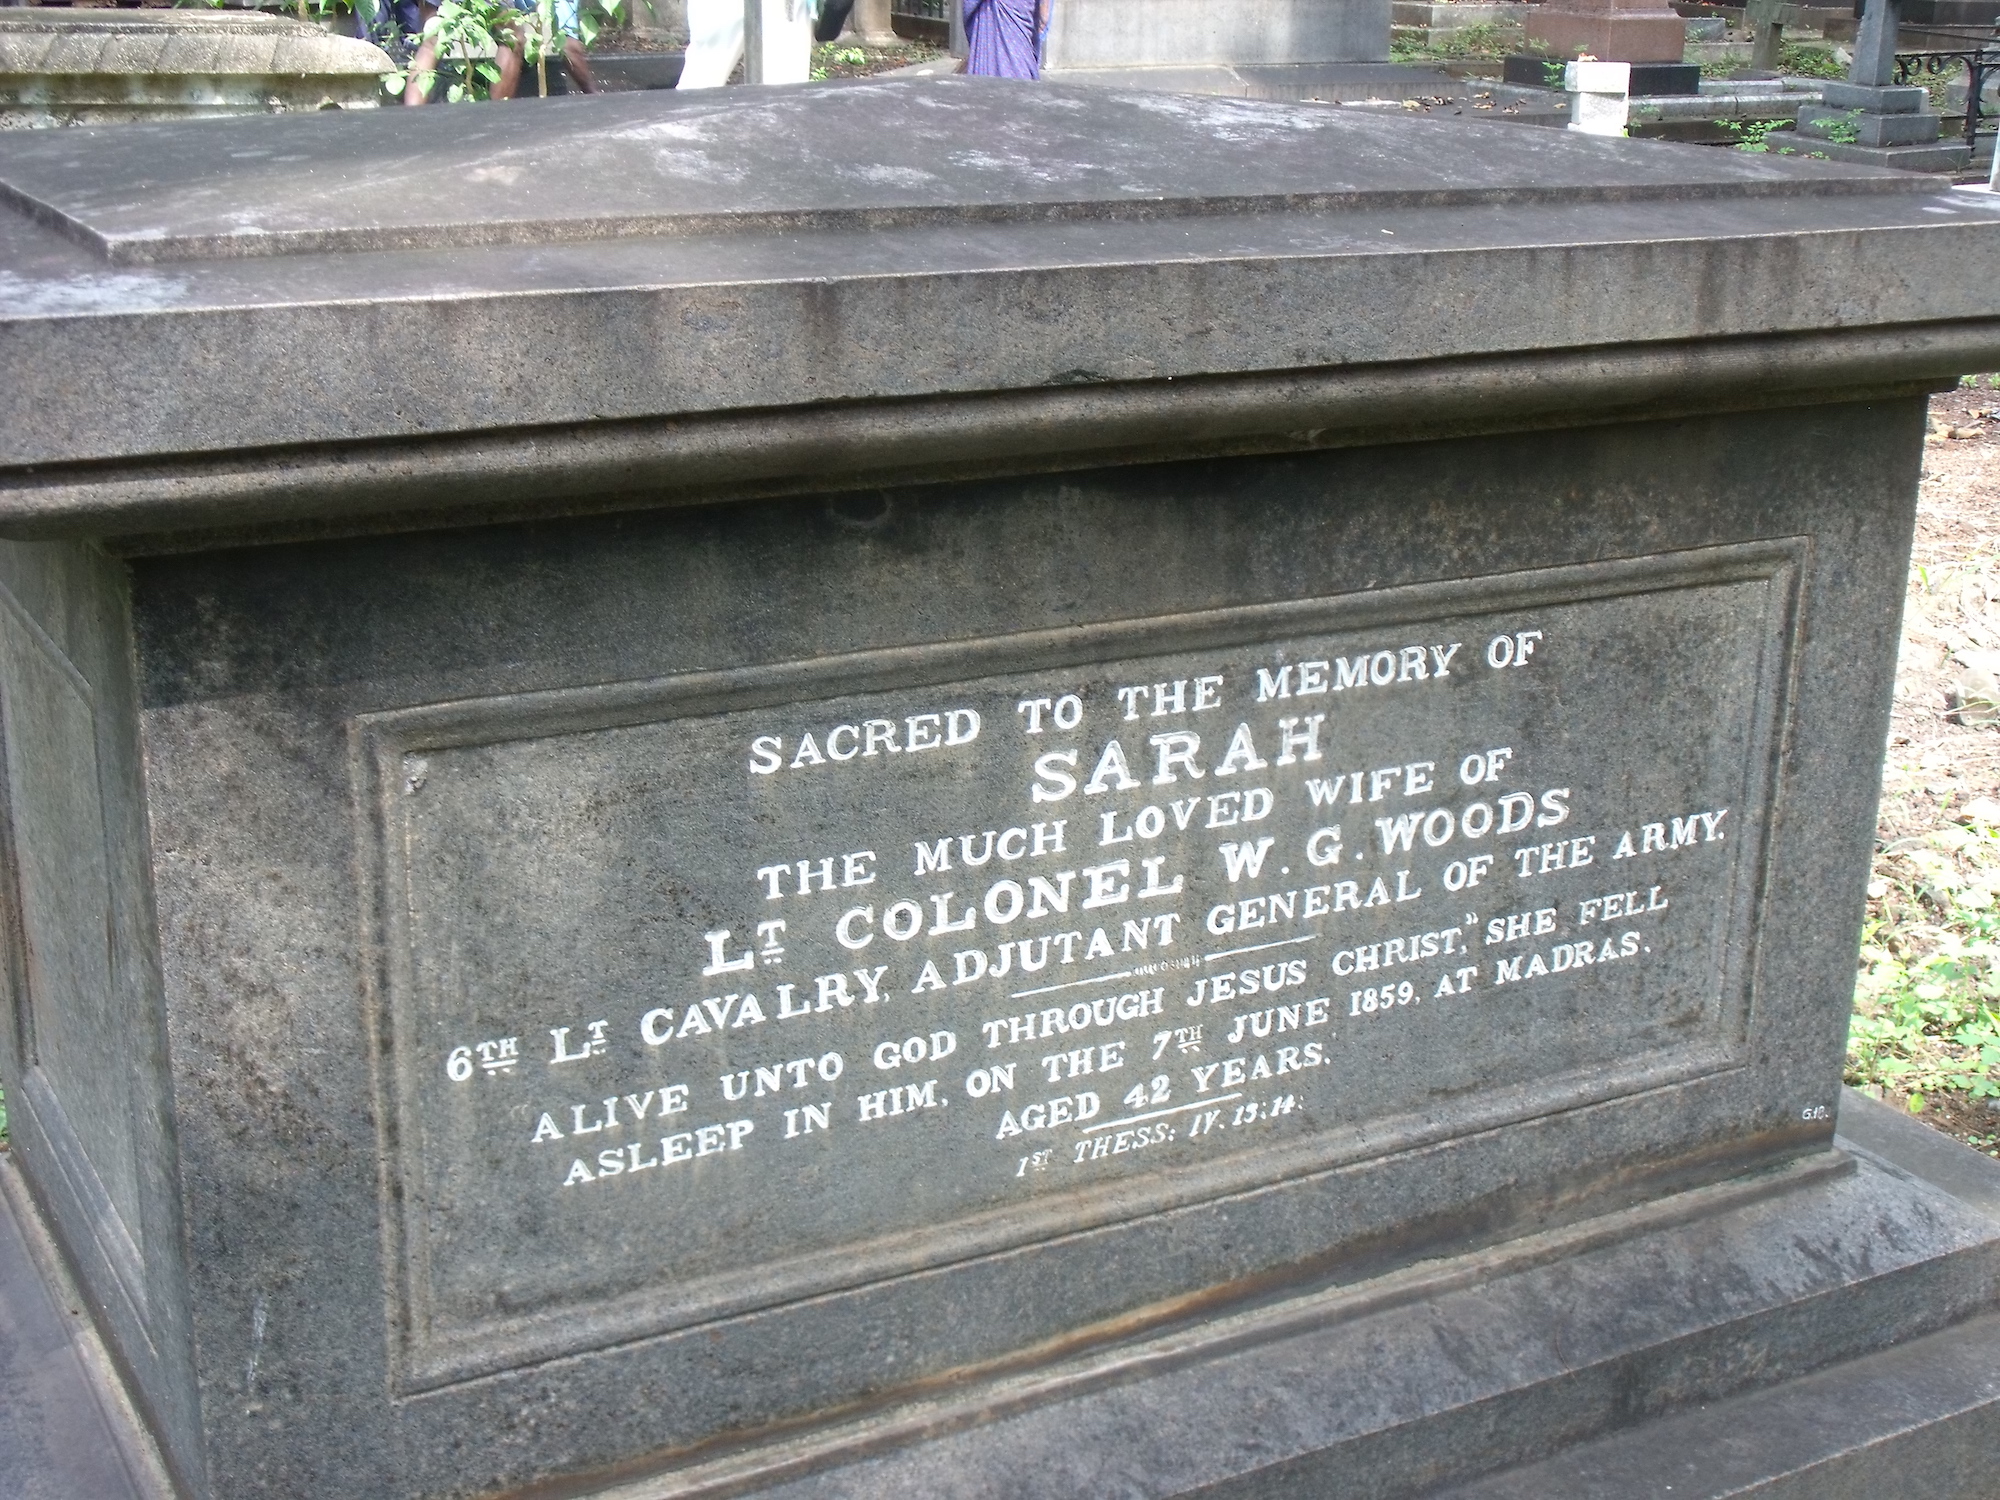 SACRED TO THE MEMORY OF
SARAH
THE MUCH LOVED WIFE OF
LT COLONEL W. G. WOODS
6TH LT CAVALRY, ADJUTANT GENERAL OF THE ARMY.
"ALIVE UNTO GOD THROUGH JESUS CHRIST," SHE FELL
ASLEEP IN HIM, ON THE 7TH JUNE 1859, AT MADRAS.
AGED 42 YEARS.
1ST THESS: IV. 13:14: